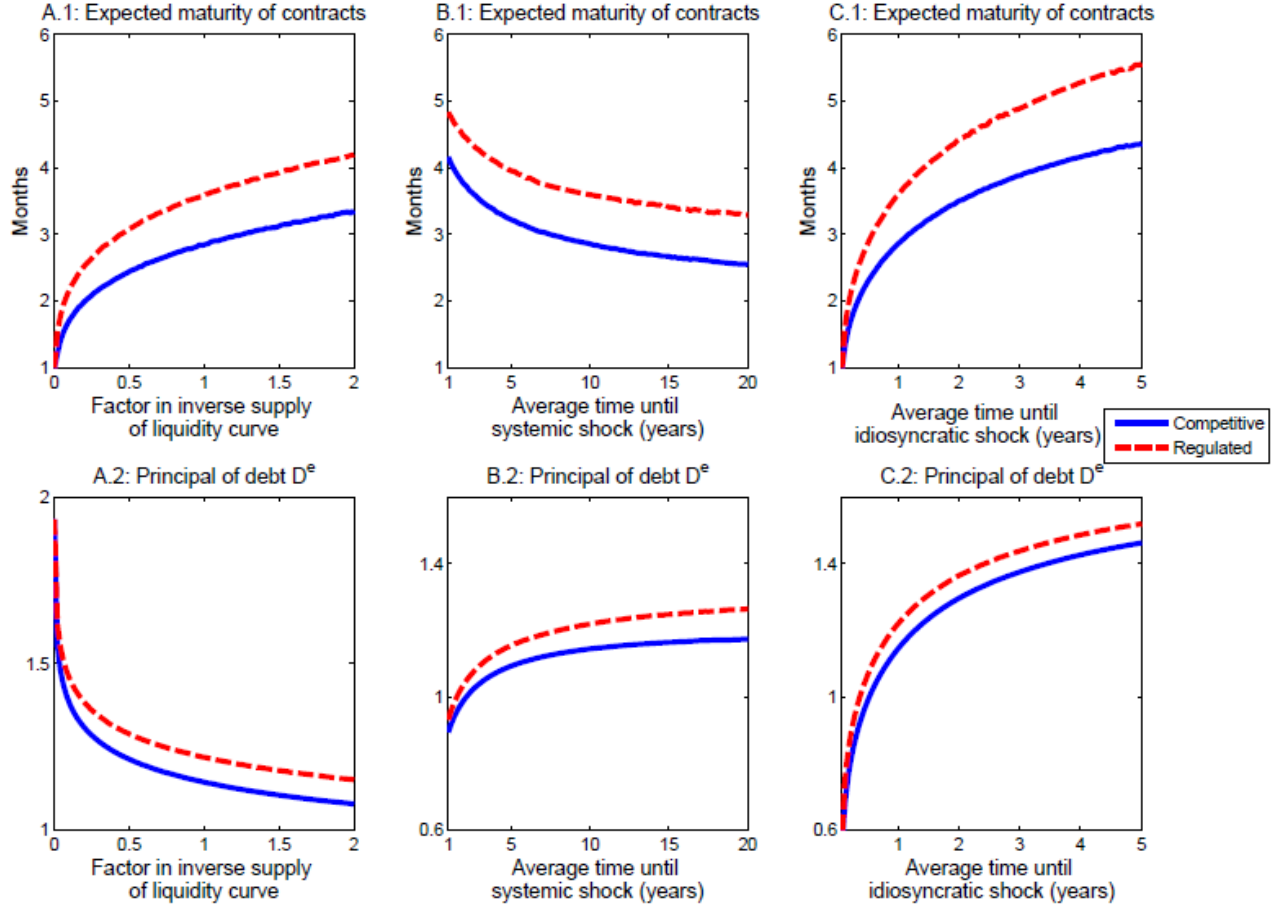 A.1: Expected maturity of contracts
B.1: Expected maturity of contracts
C.1: Expected maturity of contracts
6
5
4
3
2
1
Months
0
0.5
1
1.5
2
Factor in inverse supply
of liquidity curve
6
5
4
3
2
1
Months
1
5
10
15
20
Average time until
systemic shock (years)
6
5
4
3
2
1
Months
1
2
3
4
5
Average time until
idiosyncratic shock (years)
Competitive
Regulated
A.2: Principal of debt Dᵉ
B.2: Principal of debt Dᵉ
C.2: Principal of debt Dᵉ
2
1.5
1
0
0.5
1
1.5
2
Factor in inverse supply
of liquidity curve
1.4
1
0.6
1
5
10
15
20
Average time until
systemic shock (years)
1.4
1
0.6
1
2
3
4
5
Average time until
idiosyncratic shock (years)